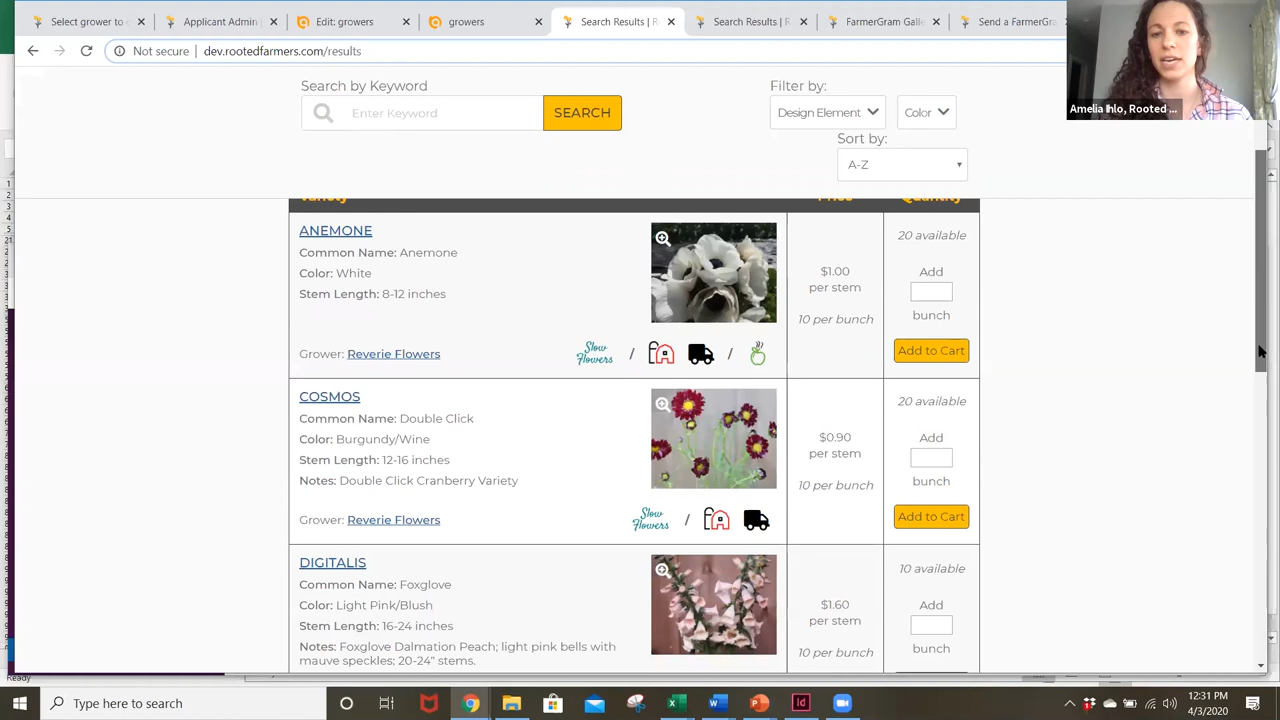 Select grower to c
Applicant Admin |
Edit: growers
growers
Search Results | R
Search Results | R
FarmerGram Galle
Send a FarmerGra
Not secure dev.rootedfarmers.com/results
Search by Keyword
Enter Keyword
SEARCH
Filter by:
Design Element
Color
Sort by:
A-Z
Amelia Ihlo, Rooted ...
Variety
Price
Quantity
ANEMONE
Common Name: Anemone
Color: White
Stem Length: 8-12 inches
Grower: Reverie Flowers
Slow
Flowers
/
/
$1.00
per stem
10 per bunch
20 available
Add
bunch
Add to Cart
COSMOS
Common Name: Double Click
Color: Burgundy/Wine
Stem Length: 12-16 inches
Notes: Double Click Cranberry Variety
Grower: Reverie Flowers
Slow
Flowers
/
$0.90
per stem
10 per bunch
20 available
Add
bunch
Add to Cart
DIGITALIS
Common Name: Foxglove
Color: Light Pink/Blush
Stem Length: 16-24 inches
Notes: Foxglove Dalmation Peach; light pink bells with
mauve speckles; 20-24" stems.
$1.60
per stem
10 per bunch
10 available
Add
bunch
Type here to search
12:31 PM
4/3/2020